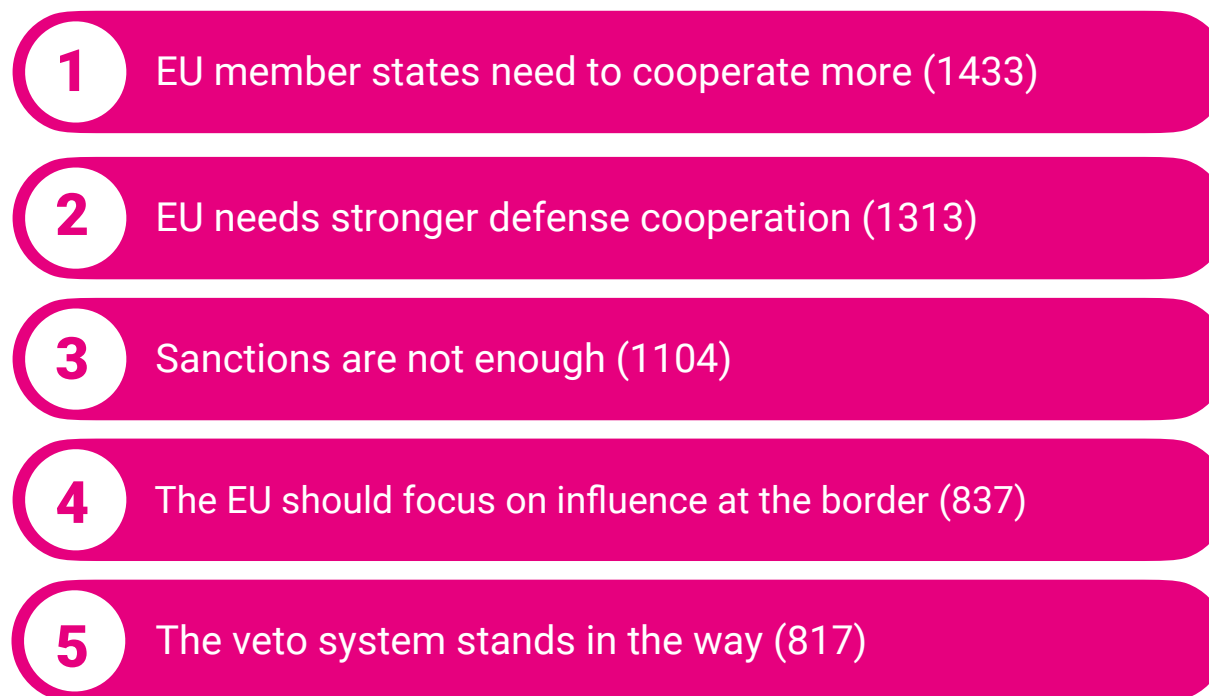 1 EU member states need to cooperate more (1433)
2 EU needs stronger defense cooperation (1313)
3 Sanctions are not enough (1104)
4 The EU should focus on influence at the border (837)
5 The veto system stands in the way (817)